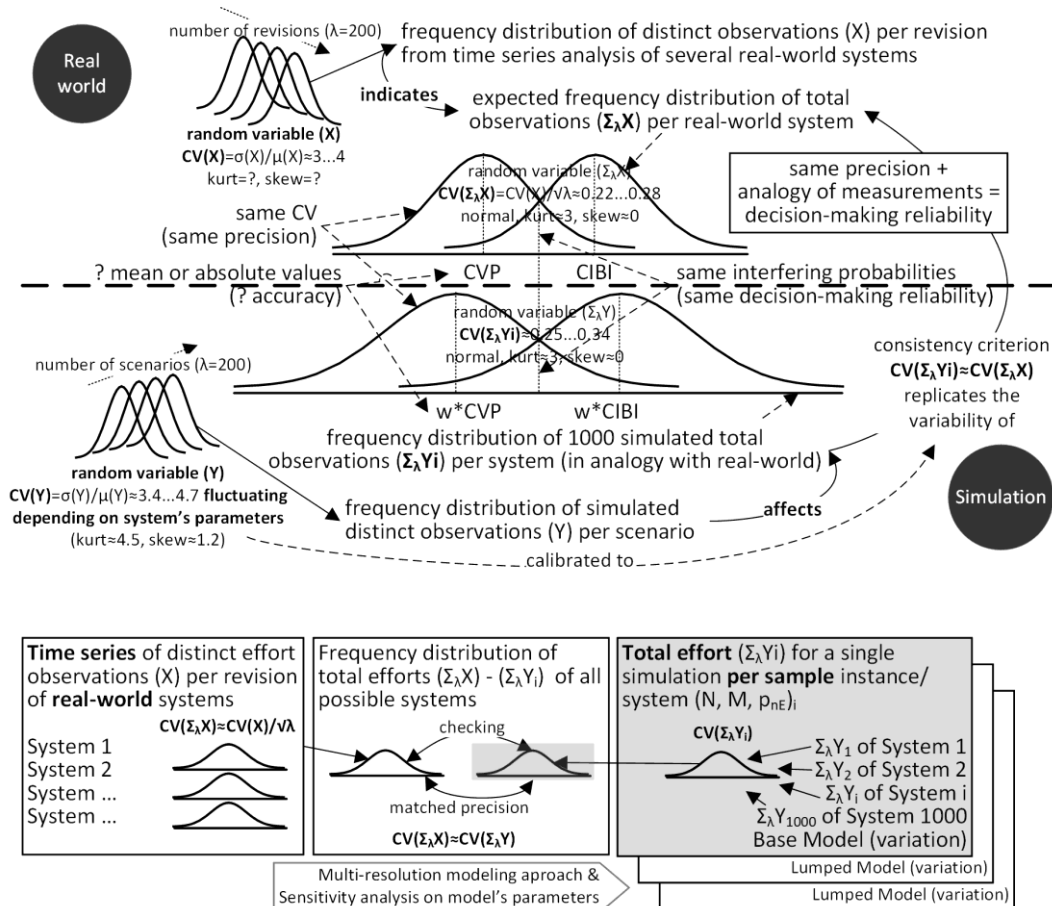 Real
world
number of revisions (λ=200)
random variable (X)
CV(X)=σ(X)/μ(X)≈3...4
kurt=?, skew=?
frequency distribution of distinct observations (X) per revision
from time series analysis of several real-world systems
indicates
expected frequency distribution of total
observations (ΣλX) per real-world system
random variable (ΣλX)
CV(ΣλX)=CV(X)/√λ≈0.22...0.28
normal, kurt≈3, skew≈0
same precision +
analogy of measurements =
decision-making reliability
same CV
(same precision)
? mean or absolute values
(? accuracy)
CVP
CIBI
same interfering probabilities
(same decision-making reliability)
random variable (ΣλY)
CV(ΣλYi)≈0.25...0.34
normal, kurt≈3, skew≈0
w*CVP
w*CIBI
consistency criterion
CV(ΣλYi)≈CV(ΣλX)
replicates the
variability of
number of scenarios (λ=200)
random variable (Y)
CV(Y)=σ(Y)/μ(Y)≈3.4...4.7 fluctuating
depending on system's parameters
(kurt≈4.5, skew≈1.2)
frequency distribution of 1000 simulated total
observations (ΣλYi) per system (in analogy with real-world)
frequency distribution of simulated
distinct observations (Y) per scenario
affects
calibrated to
Simulation
Time series of distinct effort
observations (X) per revision
of real-world systems
CV(ΣλX)≈CV(X)/√λ
System 1
System 2
System ...
System ...
Frequency distribution of
total efforts (ΣλX) - (ΣλYi) of all
possible systems
checking
matched precision
CV(ΣλX)≈CV(ΣλY)
Total effort (ΣλYi) for a single
simulation per sample instance/
system (N, M, pnE)i
CV(ΣλYi)
ΣλY1 of System 1
ΣλY2 of System 2
ΣλYi of System i
ΣλY1000 of System 1000
Base Model (variation)
Lumped Model (variation)
Lumped Model (variation)
Multi-resolution modeling aproach &
Sensitivity analysis on model's parameters